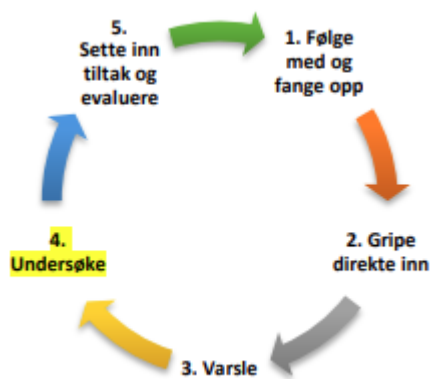 1. Følge
med og
fange opp
2. Gripe
direkte inn
3. Varsle
4.
Undersøke
5.
Sette inn
tiltak og
evaluere